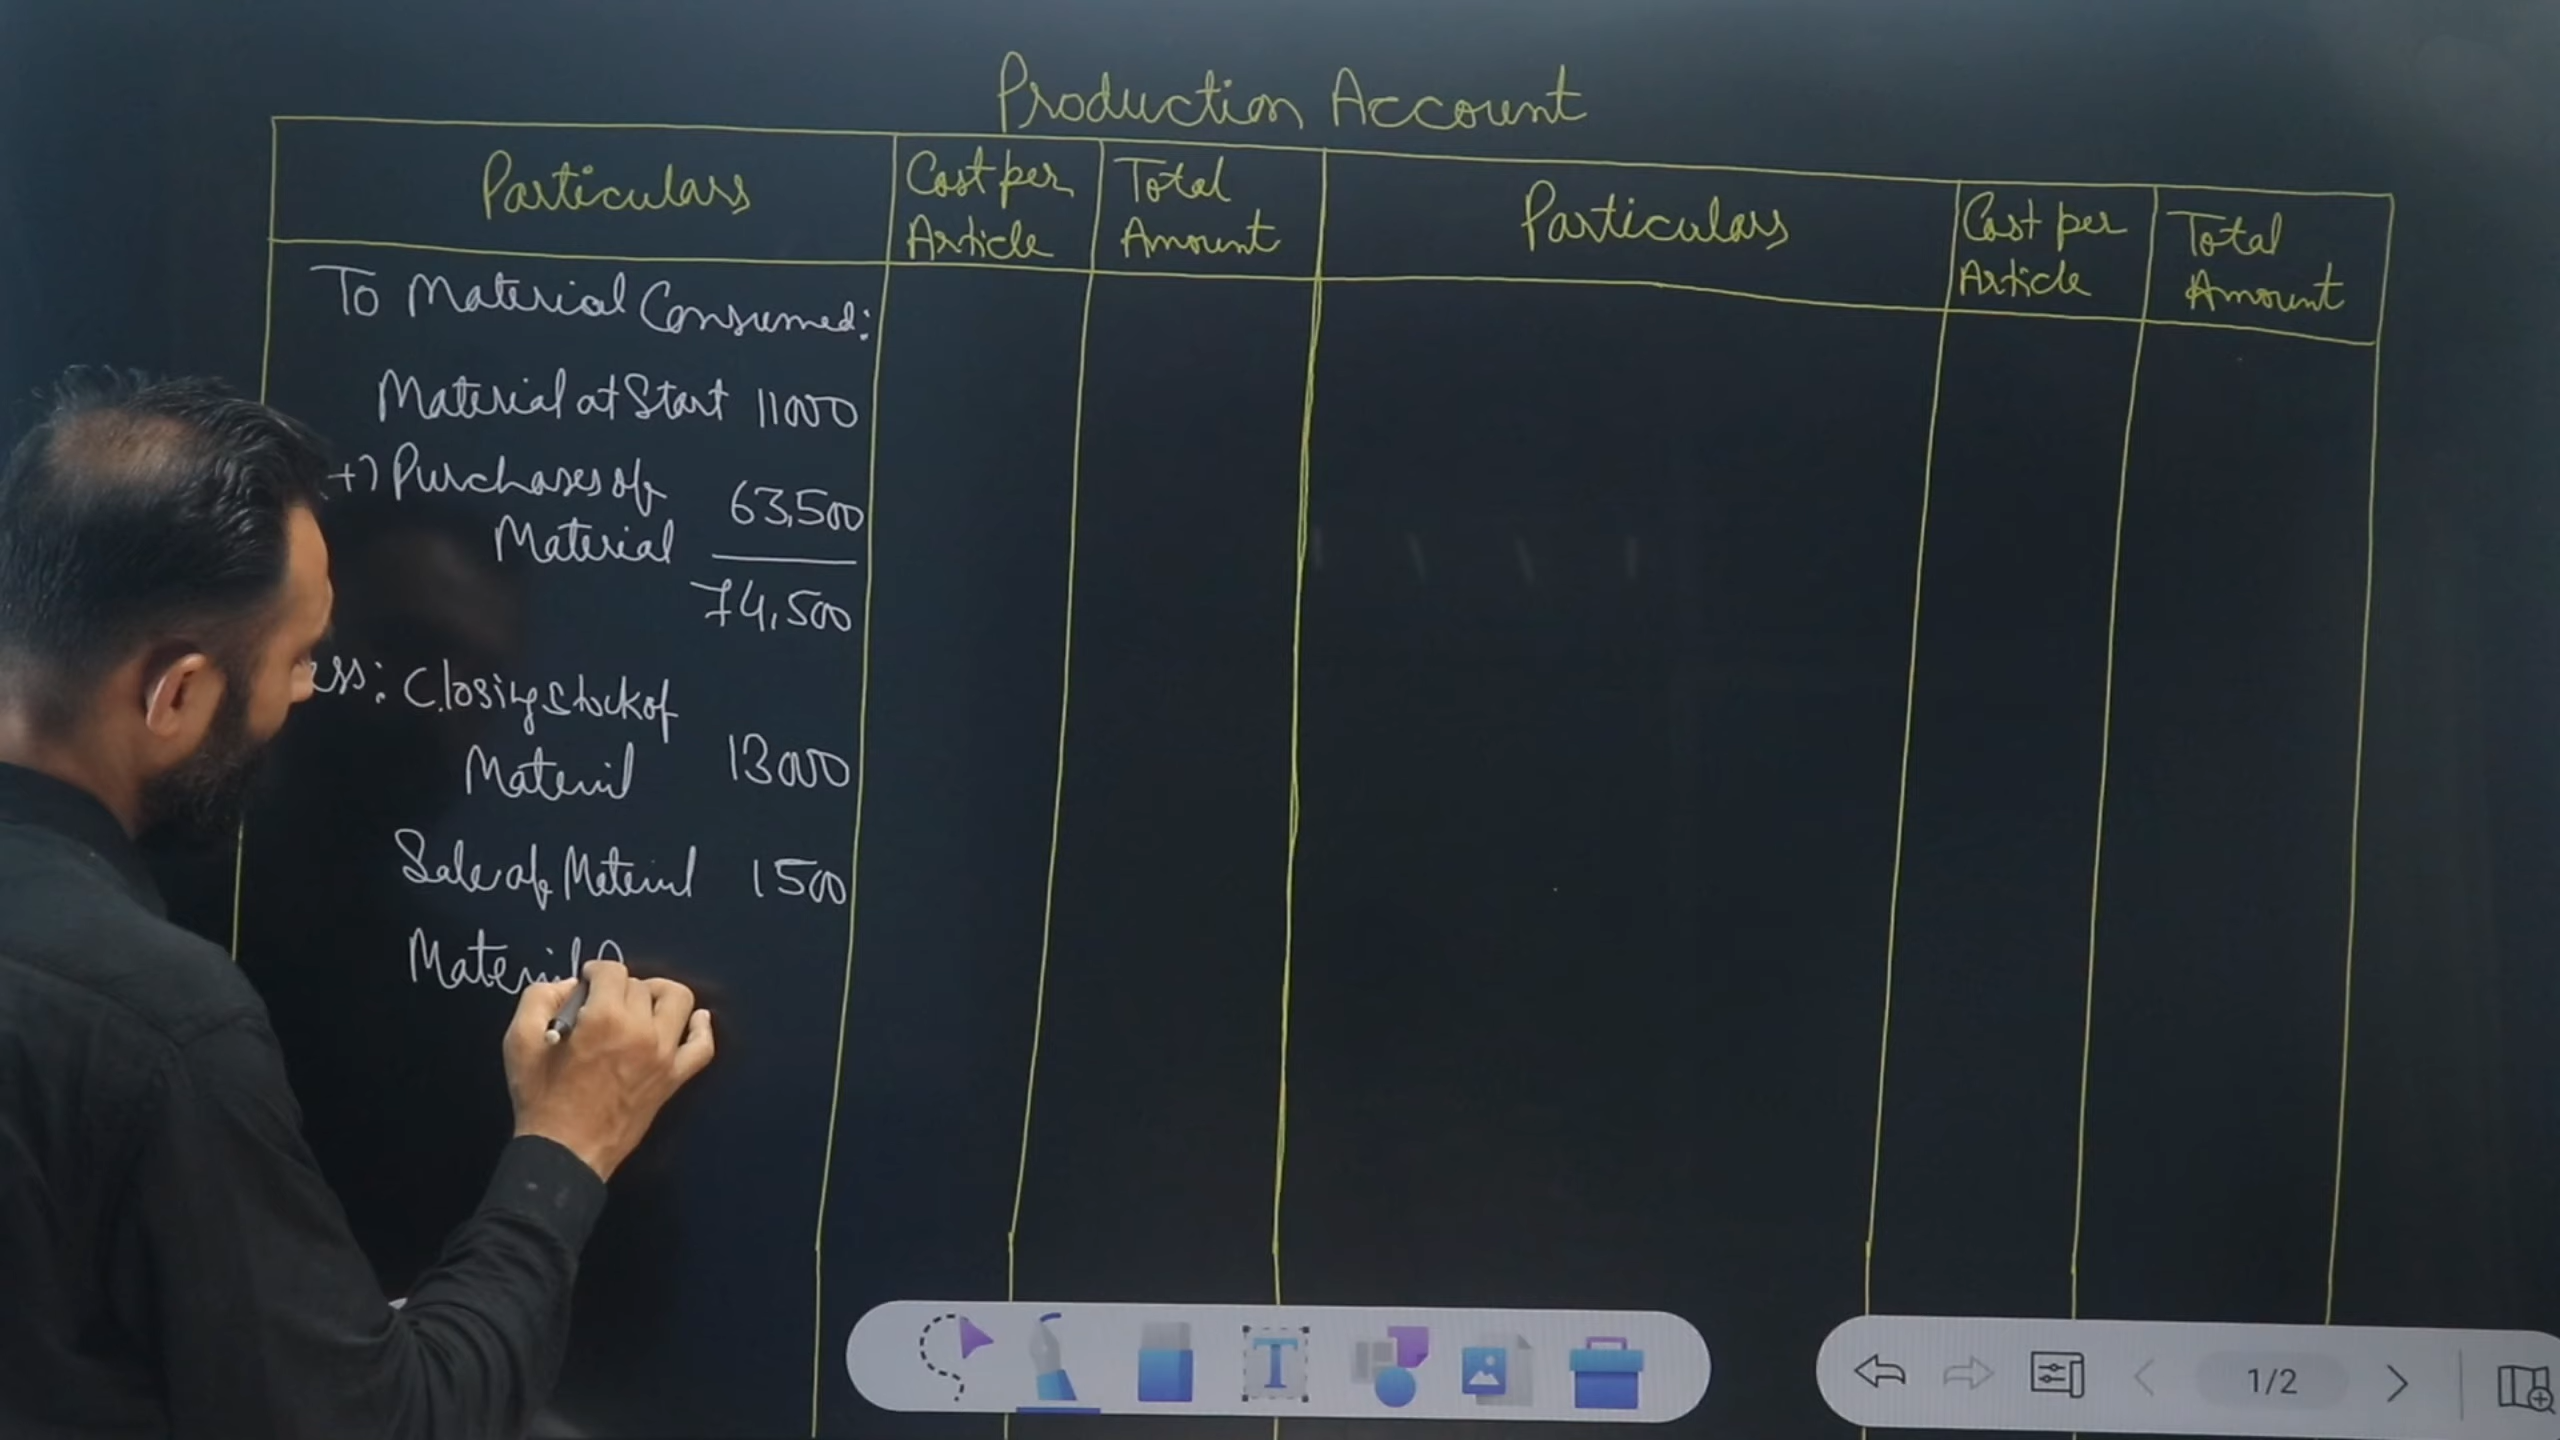 Production Account
Particulars
Cost per
Article
Total
Amount
Particulars
Cost per
Article
Total
Amount
To Material Consumed:
Material at Start 11000
+) Purchases of
Material 63,500
74,500
ess: Closing Stock of
Material 13000
Sale of Material 1500
Material
1/2